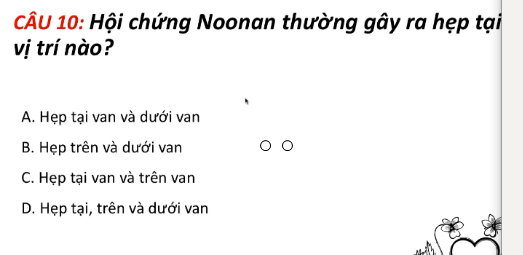 CÂU 10: Hội chứng Noonan thường gây ra hẹp tại
vị trí nào?
A. Hẹp tại van và dưới van
B. Hẹp trên và dưới van
C. Hẹp tại van và trên van
D. Hẹp tại, trên và dưới van